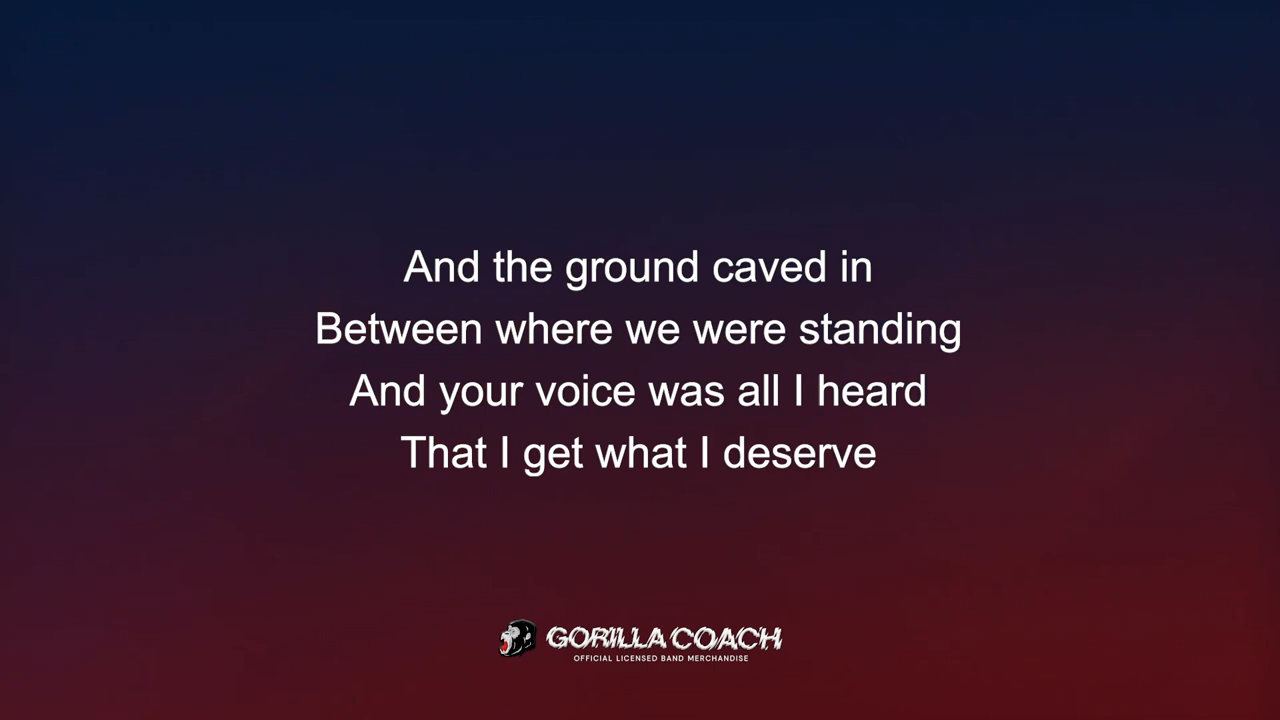 And the ground caved in
Between where we were standing
And your voice was all I heard
That I get what I deserve
GORILLA COACH
OFFICIAL LICENSED BAND MERCHANDISE